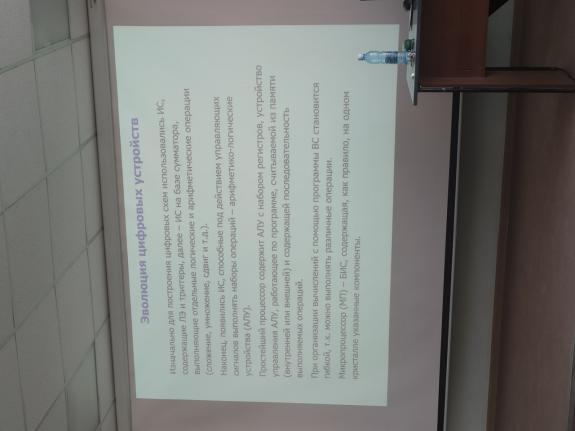 Эволюция цифровых устройств
Изначально для построения цифровых схем использовались ИС,
содержащие ЛЭ и триггеры, далее – ИС на базе сумматора,
выполняющие отдельные логические и арифметические операции
(сложение, умножение, сдвиг и т.д.).
Наконец, появились ИС, способные под действием управляющих
сигналов выполнять наборы операций – арифметико-логические
устройства (АЛУ).
Простейший процессор содержит АЛУ с набором регистров, устройство
управления АЛУ, работающее по программе, считываемой из памяти
(внутренней или внешней) и содержащей последовательность
выполняемых операций.
При организации вычислений с помощью программы ВС становится
гибкой, т.к. можно выполнять различные операции.
Микропроцессор (МП) – БИС, содержащая, как правило, на одном
кристалле указанные компоненты.